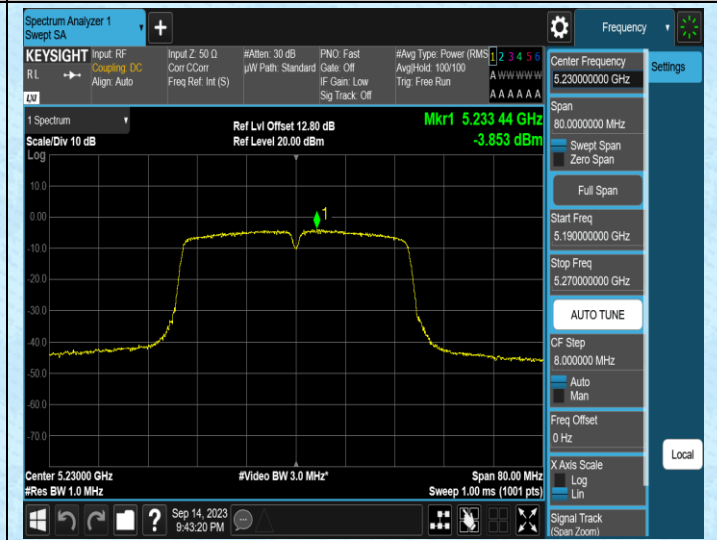 Spectrum Analyzer 1
Swept SA
Frequency
KEYSIGHT
RL
LXI
Input: RF
Coupling: DC
Align: Auto
Input Z: 50 Ω
Corr CCorr
Freq Ref: Int (S)
#Atten: 30 dB
µW Path: Standard
PNO: Fast
Gate: Off
IF Gain: Low
Sig Track: Off
#Avg Type: Power (RMS
Avg|Hold: 100/100
Trig: Free Run
1 2 3 4 5 6
A W W W W W
A A A A A A
1 Spectrum
Scale/Div 10 dB
Log
Ref Lvl Offset 12.80 dB
Ref Level 20.00 dBm
Mkr1 5.233 44 GHz
-3.853 dBm
10.0
0.00
-10.0
-20.0
-30.0
-40.0
-50.0
-60.0
-70.0
1
Center 5.23000 GHz
#Res BW 1.0 MHz
#Video BW 3.0 MHz*
Span 80.00 MHz
Sweep 1.00 ms (1001 pts)
?
Sep 14, 2023
9:43:20 PM
Center Frequency
5.230000000 GHz
Span
80.0000000 MHz
Swept Span
Zero Span
Full Span
Start Freq
5.190000000 GHz
Stop Freq
5.270000000 GHz
AUTO TUNE
CF Step
8.000000 MHz
Auto
Man
Freq Offset
0 Hz
X Axis Scale
Log
Lin
Signal Track
(Span Zoom)
Settings
Local